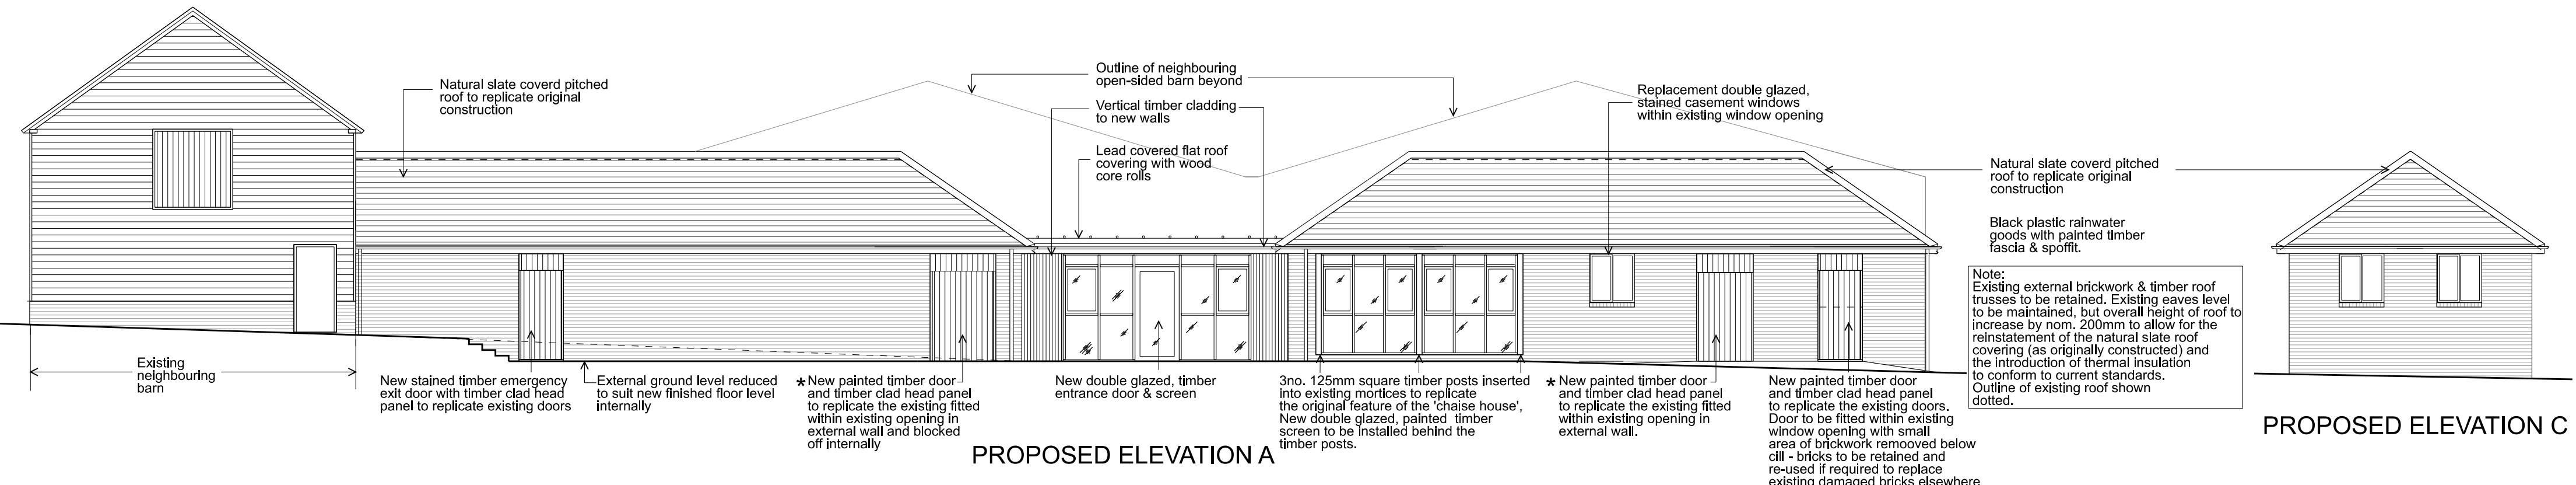 Natural slate coverd pitched
roof to replicate original
construction
Outline of neighbouring
open-sided barn beyond
Vertical timber cladding
to new walls
Lead covered flat roof
covering with wood
core rolls
Replacement double glazed,
stained casement windows
within existing window opening
Natural slate coverd pitched
roof to replicate original
construction
Black plastic rainwater
goods with painted timber
fascia & spoffit.
Note:
Existing external brickwork & timber roof
trusses to be retained. Existing eaves level
to be maintained, but overall height of roof to
increase by nom. 200mm to allow for the
reinstatement of the natural slate roof
covering (as originally constructed) and
the introduction of thermal insulation
to conform to current standards.
Outline of existing roof shown
dotted.
Existing
neighbouring
barn
New stained timber emergency
exit door with timber clad head
panel to replicate existing doors
External ground level reduced
to suit new finished floor level
internally
*New painted timber door
and timber clad head panel
to replicate the existing fitted
within existing opening in
external wall and blocked
off internally
New double glazed, timber
entrance door & screen
3no. 125mm square timber posts inserted
into existing mortices to replicate
the original feature of the 'chaise house',
New double glazed, painted timber
screen to be installed behind the
timber posts.
* New painted timber door
and timber clad head panel
to replicate the existing fitted
within existing opening in
external wall.
New painted timber door
and timber clad head panel
to replicate the existing doors.
Door to be fitted within existing
window opening with small
area of brickwork remooved below
cill - bricks to be retained and
re-used if required to replace
existing damaged bricks elsewhere
PROPOSED ELEVATION A
PROPOSED ELEVATION C